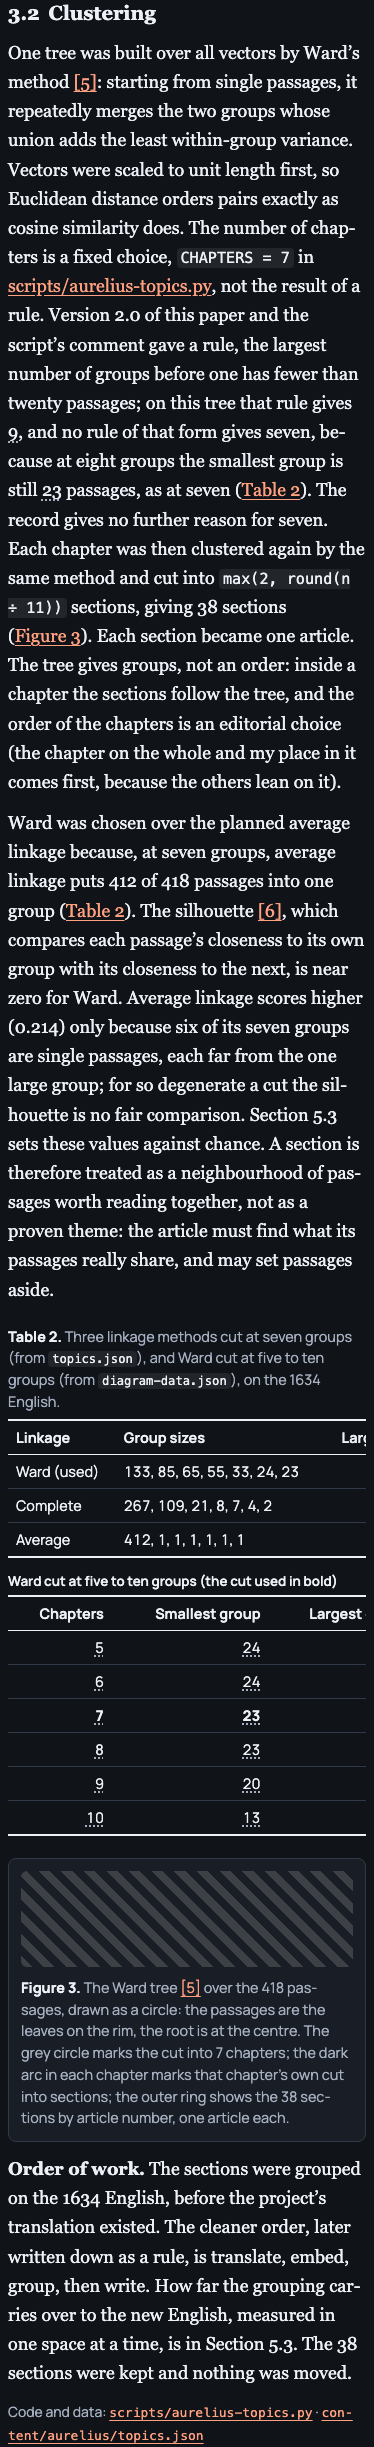 3.2 Clustering
One tree was built over all vectors by Ward's
method [5]: starting from single passages, it
repeatedly merges the two groups whose
union adds the least within-group variance.
Vectors were scaled to unit length first, so
Euclidean distance orders pairs exactly as
cosine similarity does. The number of chap-
ters is a fixed choice, CHAPTERS = 7 in
scripts/aurelius-topics.py, not the result of a
rule. Version 2.0 of this paper and the
script's comment gave a rule, the largest
number of groups before one has fewer than
twenty passages; on this tree that rule gives
9, and no rule of that form gives seven, be-
cause at eight groups the smallest group is
still 23 passages, as at seven (Table 2). The
record gives no further reason for seven.
Each chapter was then clustered again by the
same method and cut into max(2, round(n
÷ 11)) sections, giving 38 sections
(Figure 3). Each section became one article.
The tree gives groups, not an order: inside a
chapter the sections follow the tree, and the
order of the chapters is an editorial choice
(the chapter on the whole and my place in it
comes first, because the others lean on it).
Ward was chosen over the planned average
linkage because, at seven groups, average
linkage puts 412 of 418 passages into one
group (Table 2). The silhouette [6], which
compares each passage's closeness to its own
group with its closeness to the next, is near
zero for Ward. Average linkage scores higher
(0.214) only because six of its seven groups
are single passages, each far from the one
large group; for so degenerate a cut the sil-
houette is no fair comparison. Section 5.3
sets these values against chance. A section is
therefore treated as a neighbourhood of pas-
sages worth reading together, not as a
proven theme: the article must find what its
passages really share, and may set passages
aside.
Table 2. Three linkage methods cut at seven groups
(from topics.json), and Ward cut at five to ten
groups (from diagram-data.json), on the 1634
English.
Linkage Group sizes Larg
Ward (used) 133, 85, 65, 55, 33, 24, 23
Complete 267, 109, 21, 8, 7, 4, 2
Average 412, 1, 1, 1, 1, 1, 1
Ward cut at five to ten groups (the cut used in bold)
Chapters Smallest group Largest
5 24
6 24
7 23
8 23
9 20
10 13
Figure 3. The Ward tree [5] over the 418 pas-
sages, drawn as a circle: the passages are the
leaves on the rim, the root is at the centre. The
grey circle marks the cut into 7 chapters; the dark
arc in each chapter marks that chapter's own cut
into sections; the outer ring shows the 38 sec-
tions by article number, one article each.
Order of work. The sections were grouped
on the 1634 English, before the project's
translation existed. The cleaner order, later
written down as a rule, is translate, embed,
group, then write. How far the grouping car-
ries over to the new English, measured in
one space at a time, is in Section 5.3. The 38
sections were kept and nothing was moved.
Code and data: scripts/aurelius-topics.py · con-
tent/aurelius/topics.json